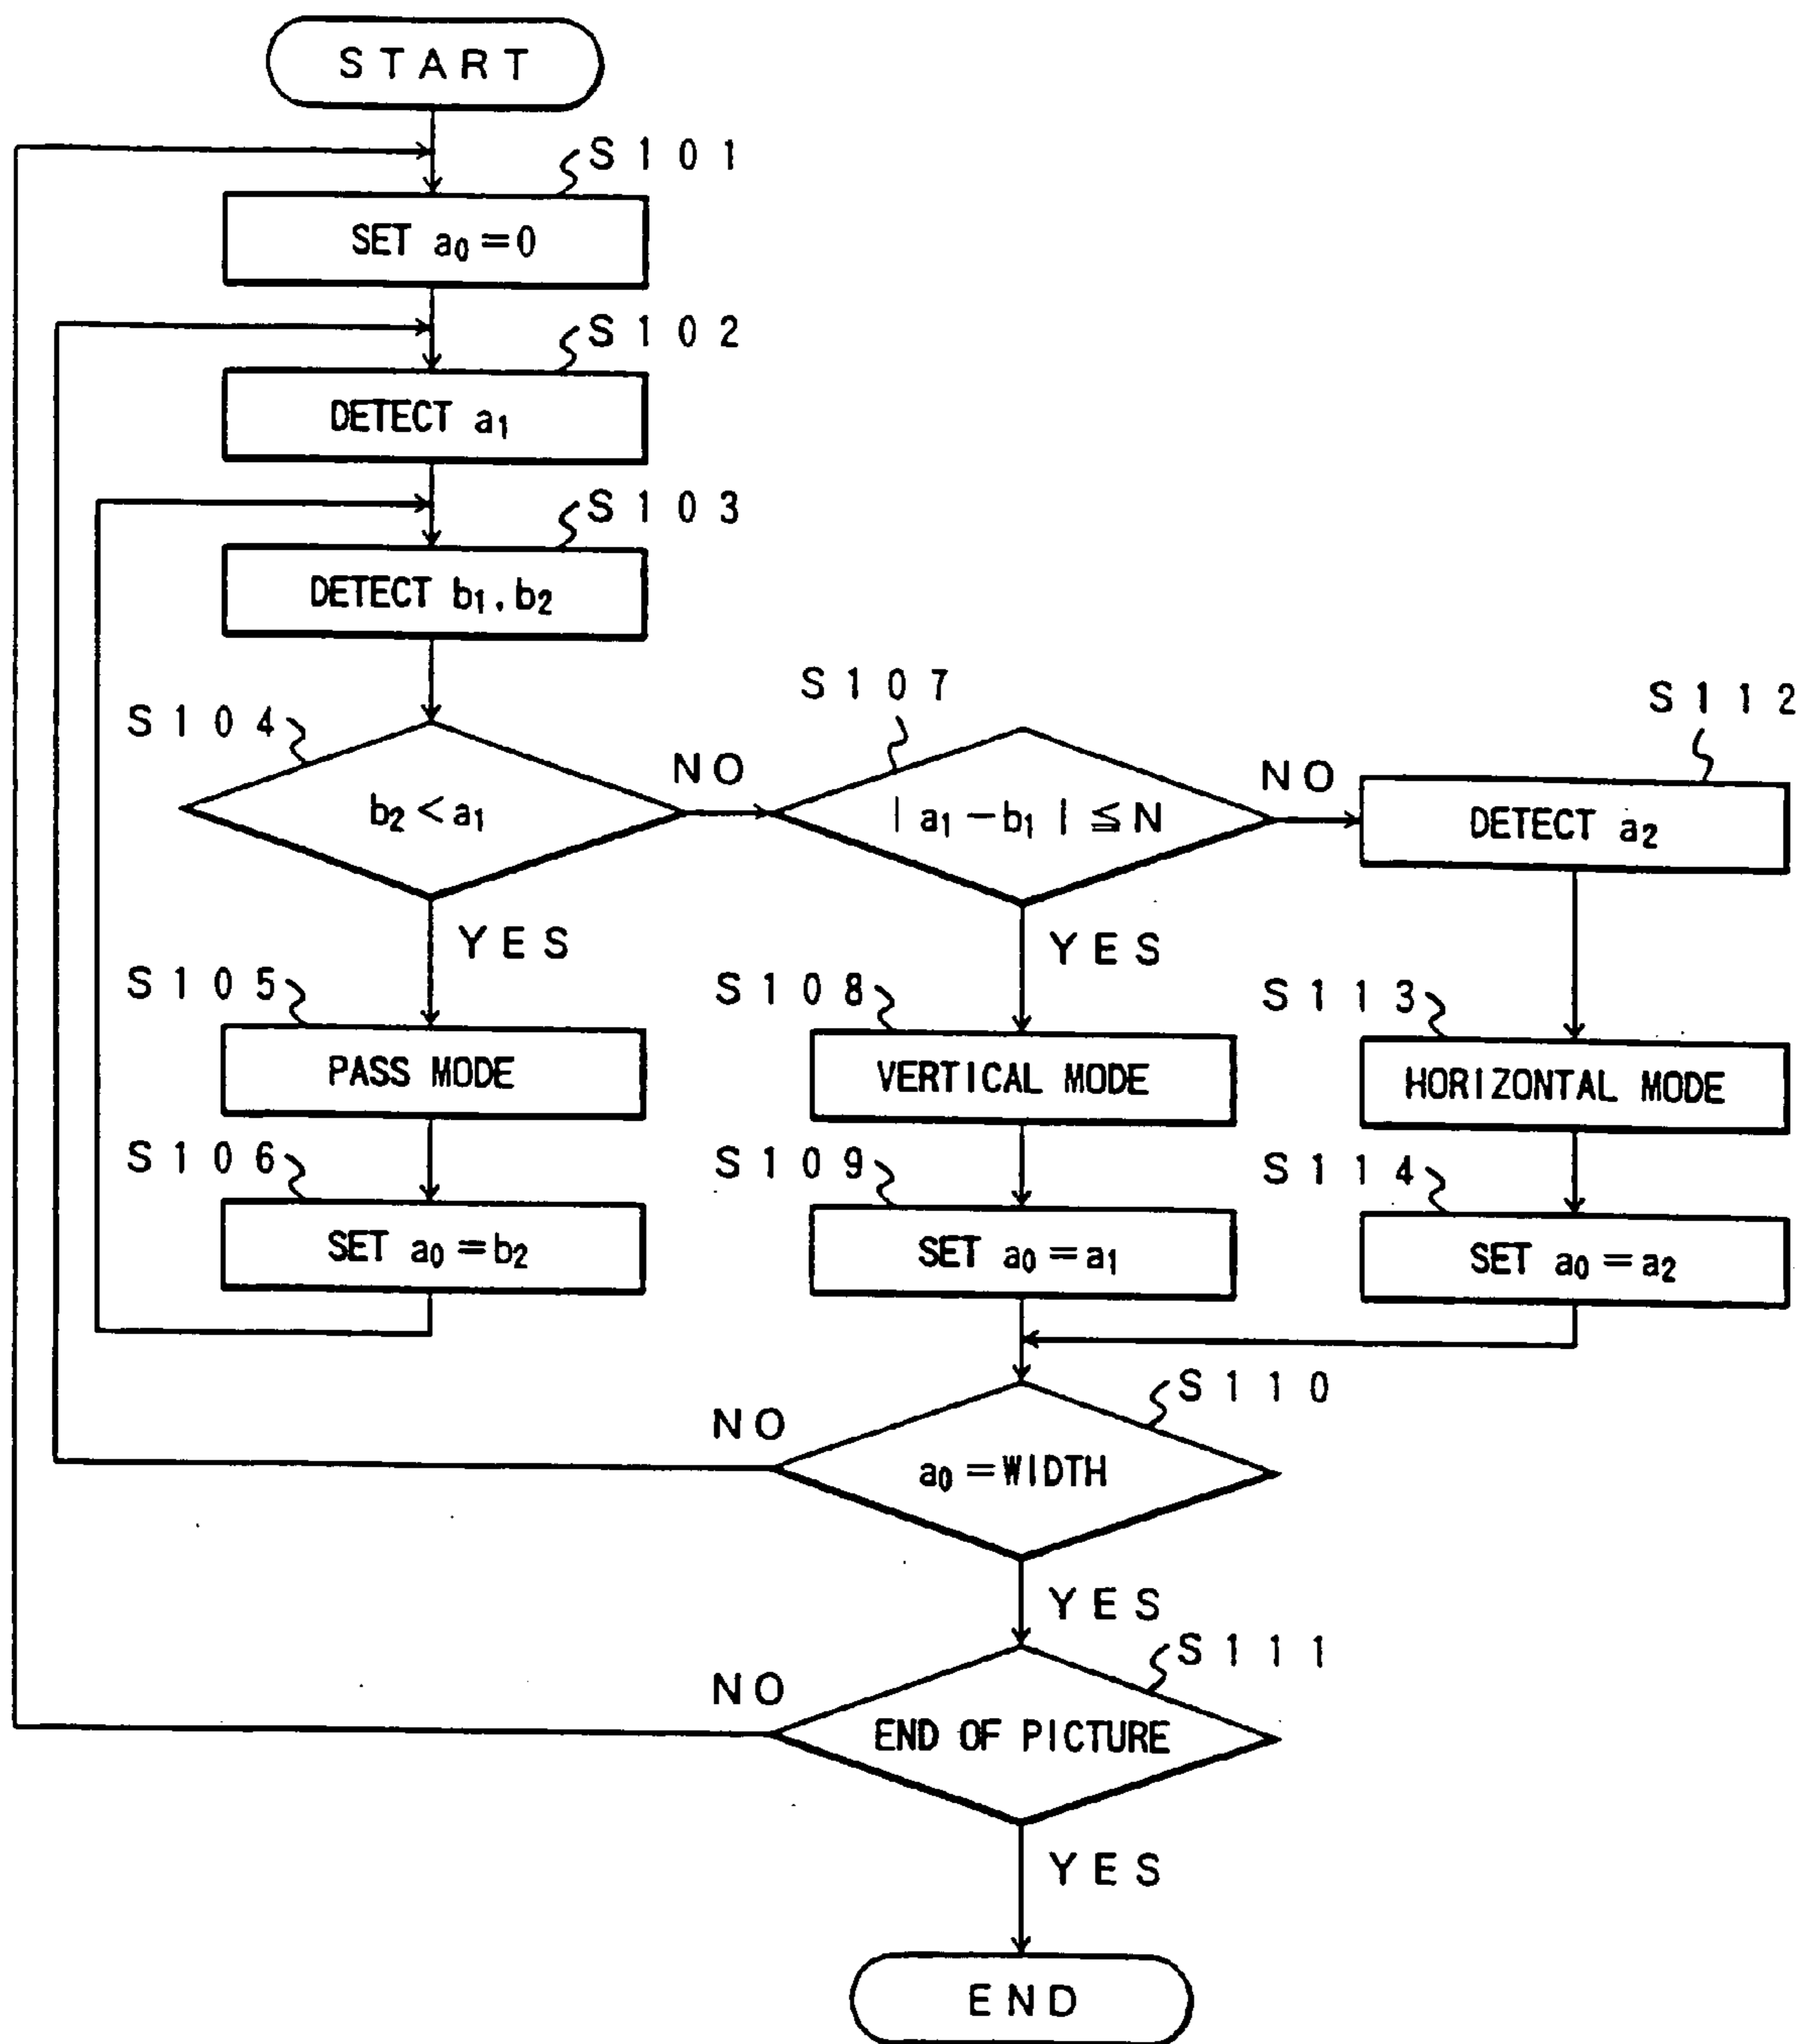 START
S101
SET a₀=0
S102
DETECT a₁
S103
DETECT b₁, b₂
S104
b₂<a₁
NO
YES
S107
| a₁−b₁ | ≦N
NO
YES
S112
DETECT a₂
S105
PASS MODE
S108
VERTICAL MODE
S113
HORIZONTAL MODE
S106
SET a₀=b₂
S109
SET a₀=a₁
S114
SET a₀=a₂
S110
NO
a₀=WIDTH
YES
S111
NO
END OF PICTURE
YES
END